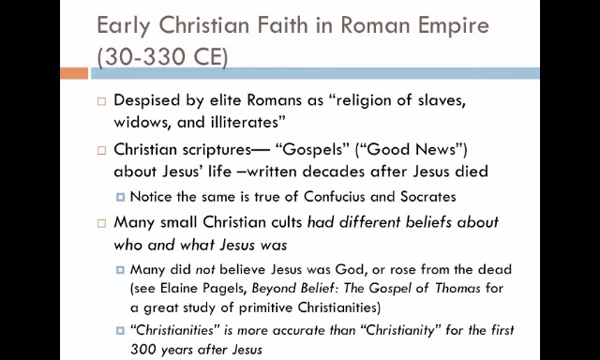 Early Christian Faith in Roman Empire
(30-330 CE)
Despised by elite Romans as “religion of slaves,
widows, and illiterates”
Christian scriptures— “Gospels” (“Good News”)
about Jesus’ life –written decades after Jesus died
Notice the same is true of Confucius and Socrates
Many small Christian cults had different beliefs about
who and what Jesus was
Many did not believe Jesus was God, or rose from the dead
(see Elaine Pagels, Beyond Belief: The Gospel of Thomas for
a great study of primitive Christianities)
“Christianities” is more accurate than “Christianity” for the first
300 years after Jesus